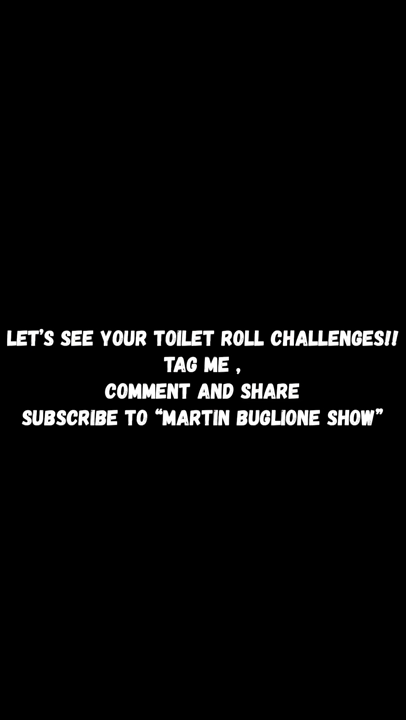 LET'S SEE YOUR TOILET ROLL CHALLENGES!!
TAG ME ,
COMMENT AND SHARE
SUBSCRIBE TO “MARTIN BUGLIONE SHOW”